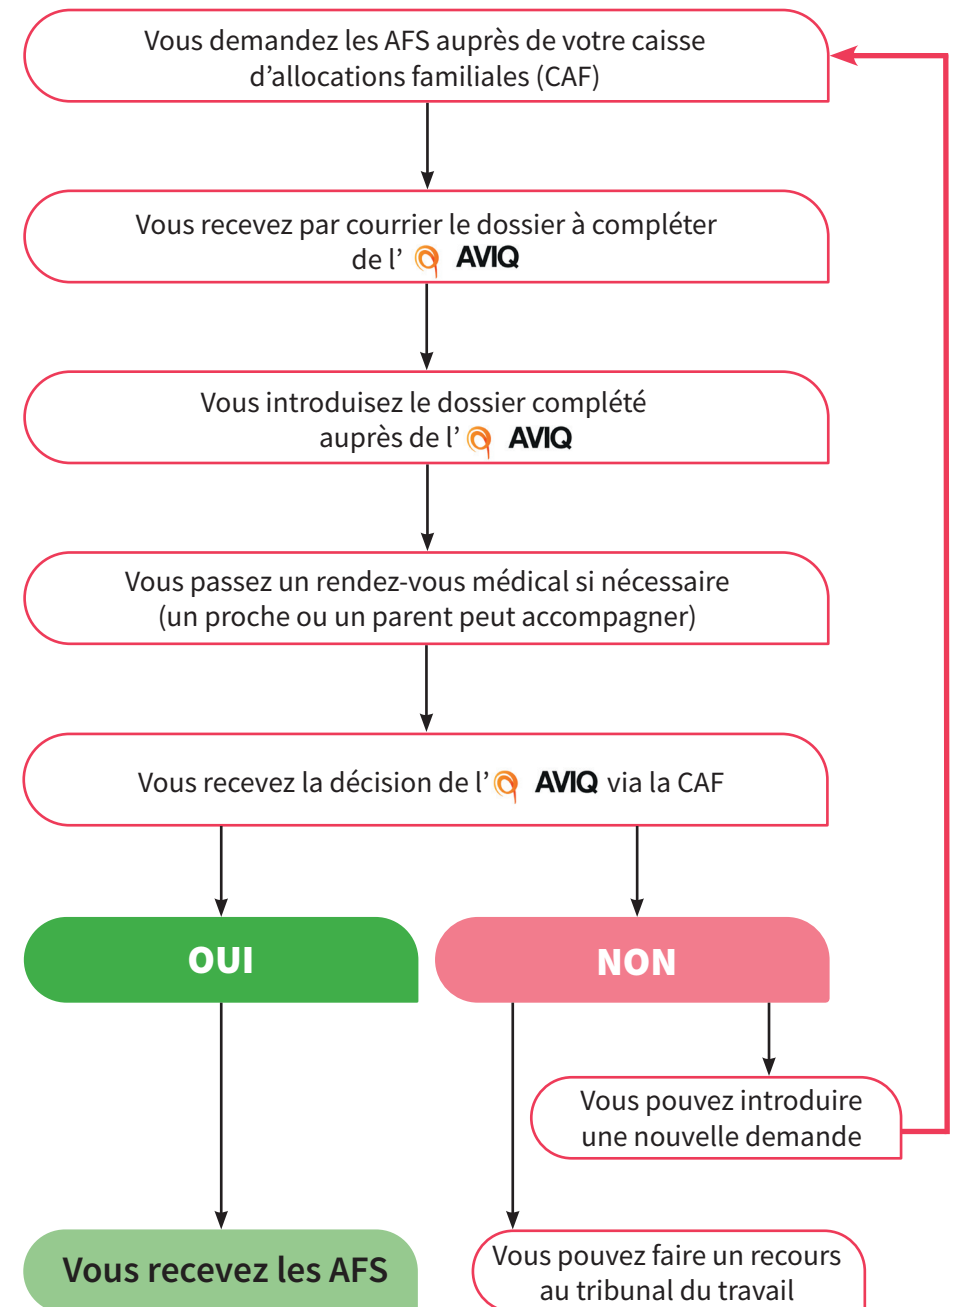 Vous demandez les AFS auprès de votre caisse
d’allocations familiales (CAF)
Vous recevez par courrier le dossier à compléter
de l’ AVIQ
Vous introduisez le dossier complété
auprès de l’ AVIQ
Vous passez un rendez-vous médical si nécessaire
(un proche ou un parent peut accompagner)
Vous recevez la décision de l’ AVIQ via la CAF
OUI
NON
Vous pouvez introduire
une nouvelle demande
Vous recevez les AFS
Vous pouvez faire un recours
au tribunal du travail